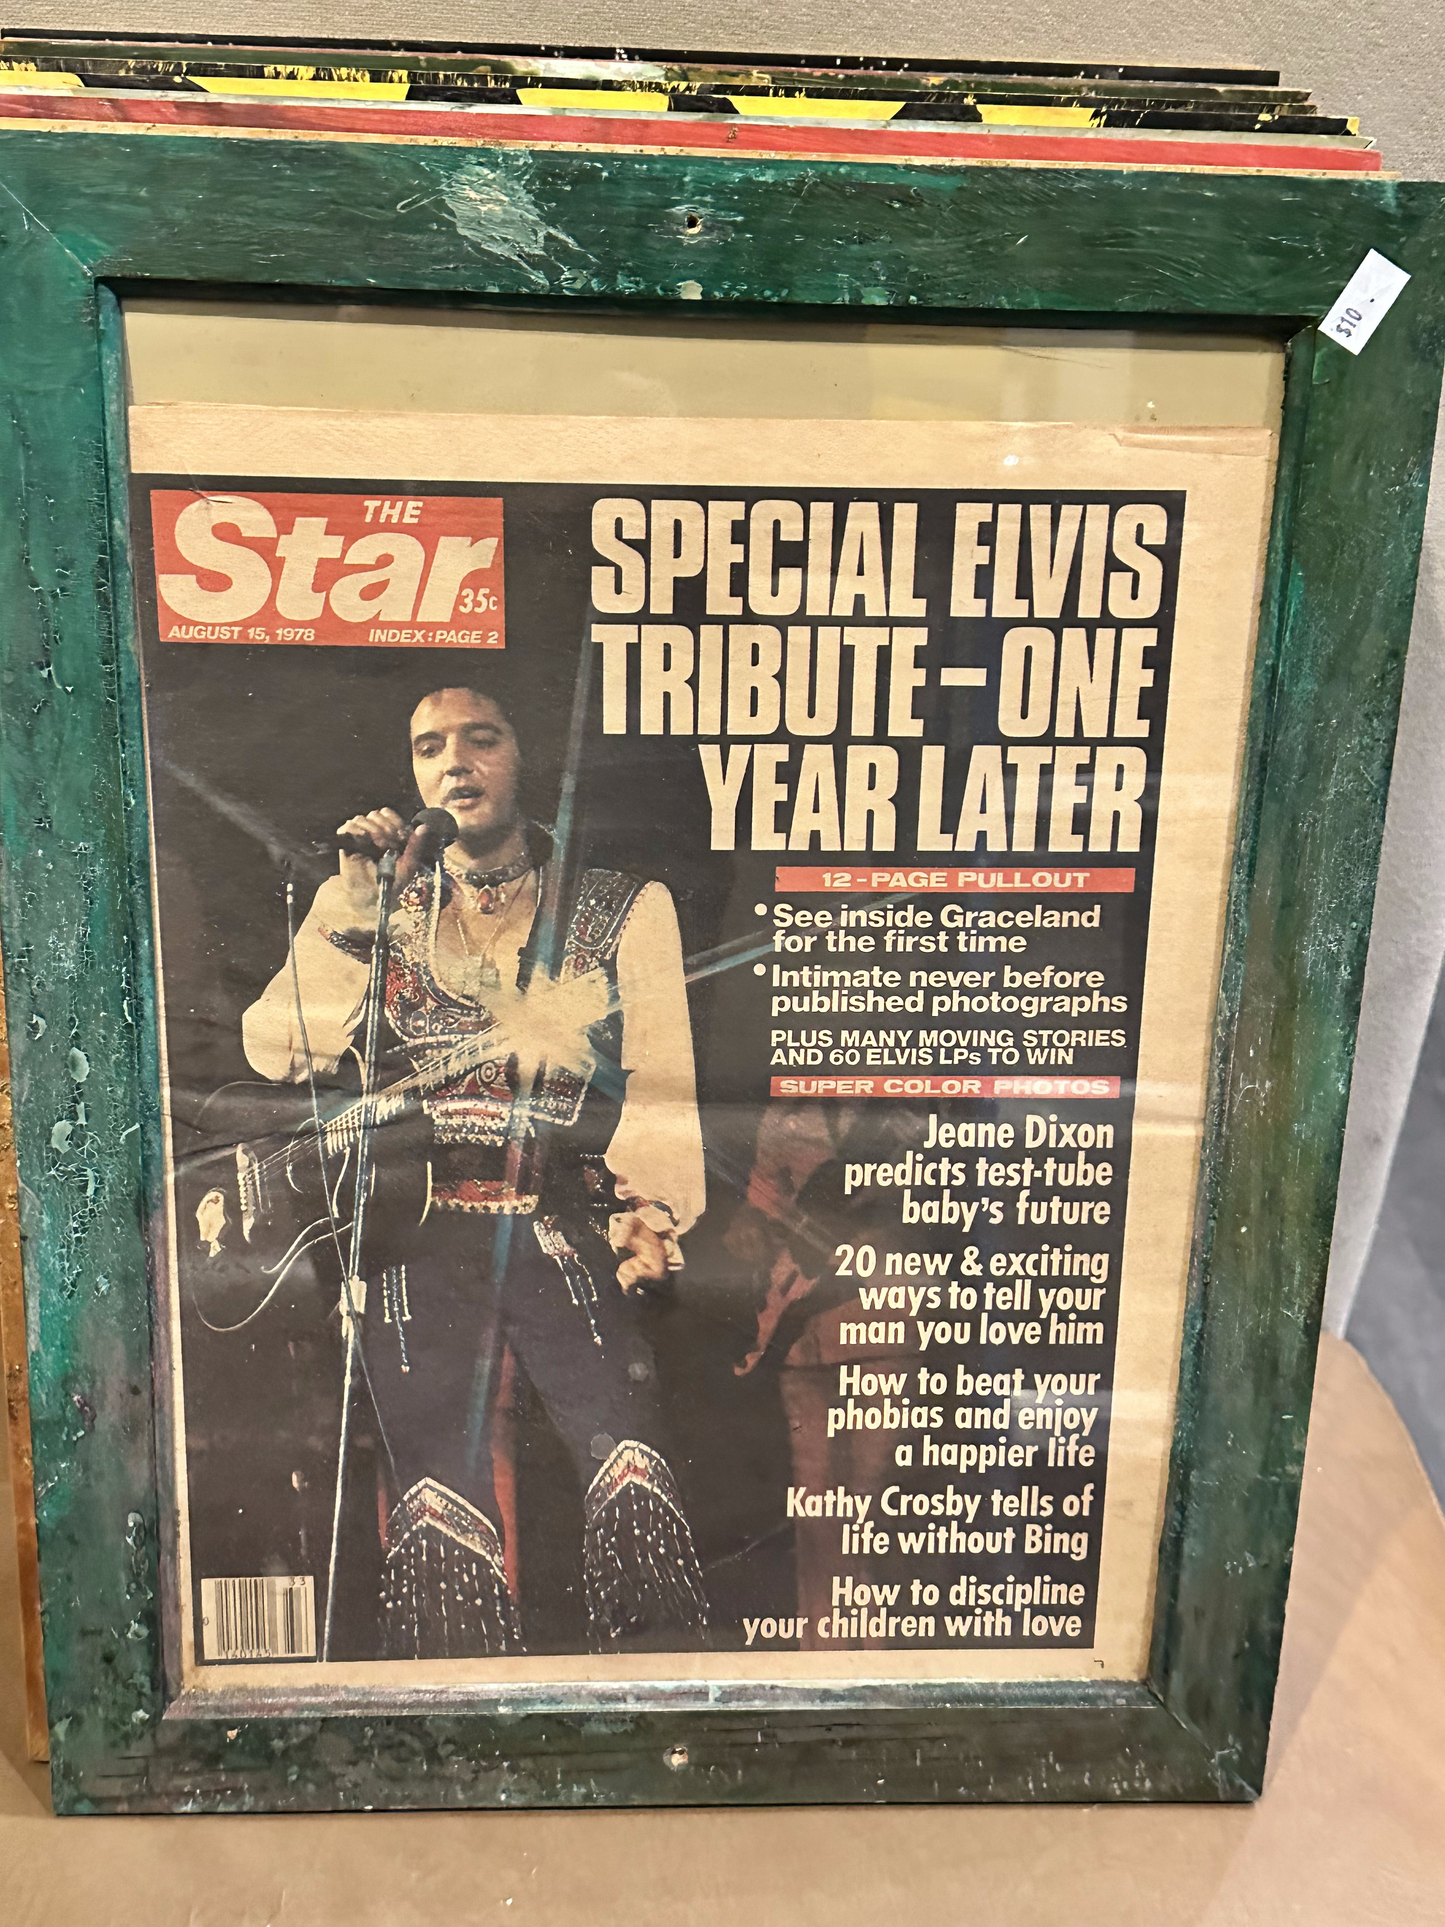 $10.
THE
Star
35¢
AUGUST 15, 1978 INDEX: PAGE 2
SPECIAL ELVIS
TRIBUTE – ONE
YEAR LATER
12-PAGE PULLOUT
• See inside Graceland
for the first time
• Intimate never before
published photographs
PLUS MANY MOVING STORIES
AND 60 ELVIS LPs TO WIN
SUPER COLOR PHOTOS
Jeane Dixon
predicts test-tube
baby's future
20 new & exciting
ways to tell your
man you love him
How to beat your
phobias and enjoy
a happier life
Kathy Crosby tells of
life without Bing
How to discipline
your children with love
33
0